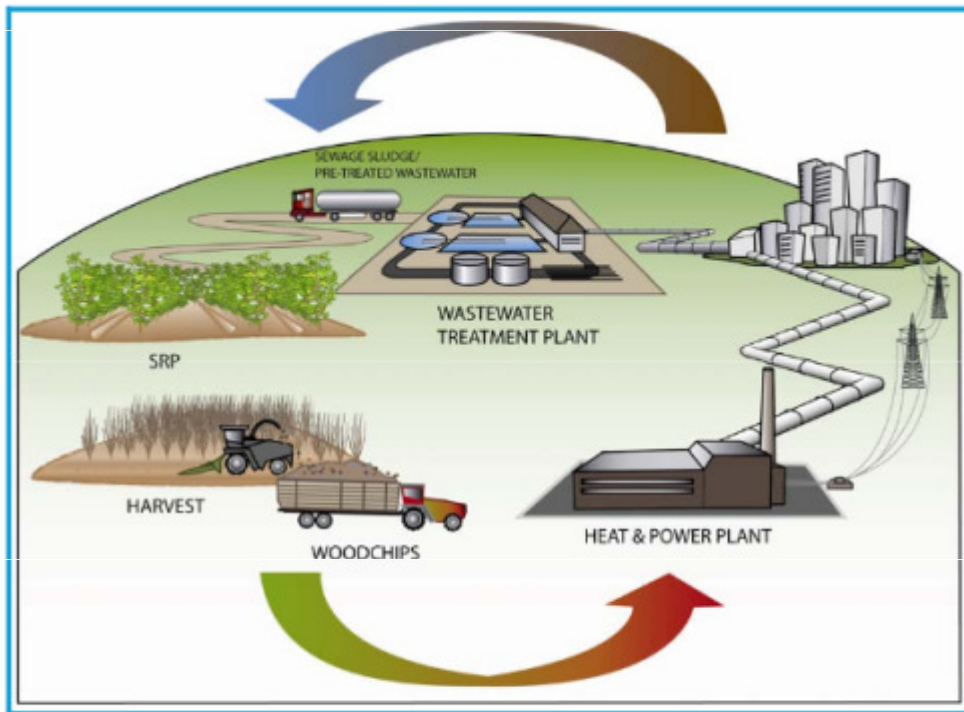 SEWAGE SLUDGE/
PRE-TREATED WASTEWATER
WASTEWATER
TREATMENT PLANT
SRP
HARVEST
WOODCHIPS
HEAT & POWER PLANT